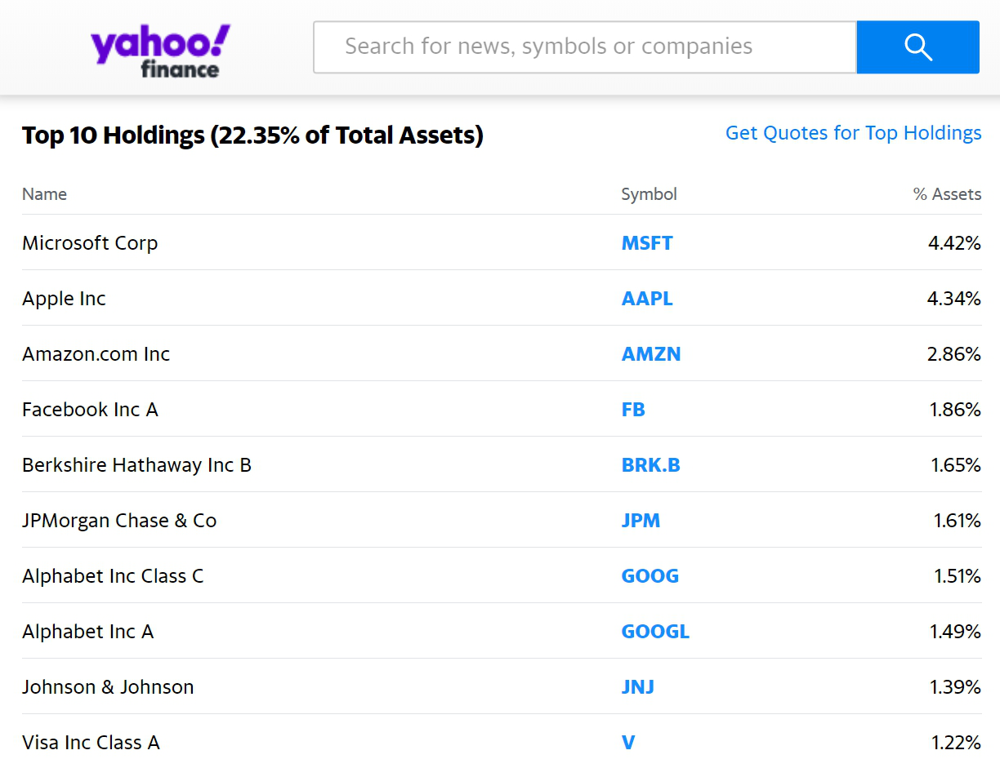 yahoo!
finance
Search for news, symbols or companies
Top 10 Holdings (22.35% of Total Assets)
Get Quotes for Top Holdings
Name Symbol % Assets
Microsoft Corp MSFT 4.42%
Apple Inc AAPL 4.34%
Amazon.com Inc AMZN 2.86%
Facebook Inc A FB 1.86%
Berkshire Hathaway Inc B BRK.B 1.65%
JPMorgan Chase & Co JPM 1.61%
Alphabet Inc Class C GOOG 1.51%
Alphabet Inc A GOOGL 1.49%
Johnson & Johnson JNJ 1.39%
Visa Inc Class A V 1.22%